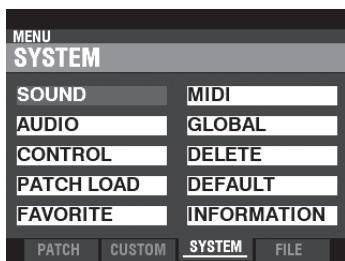 MENU
SYSTEM
SOUND
MIDI
AUDIO
GLOBAL
CONTROL
DELETE
PATCH LOAD
DEFAULT
FAVORITE
INFORMATION
PATCH
CUSTOM
SYSTEM
FILE